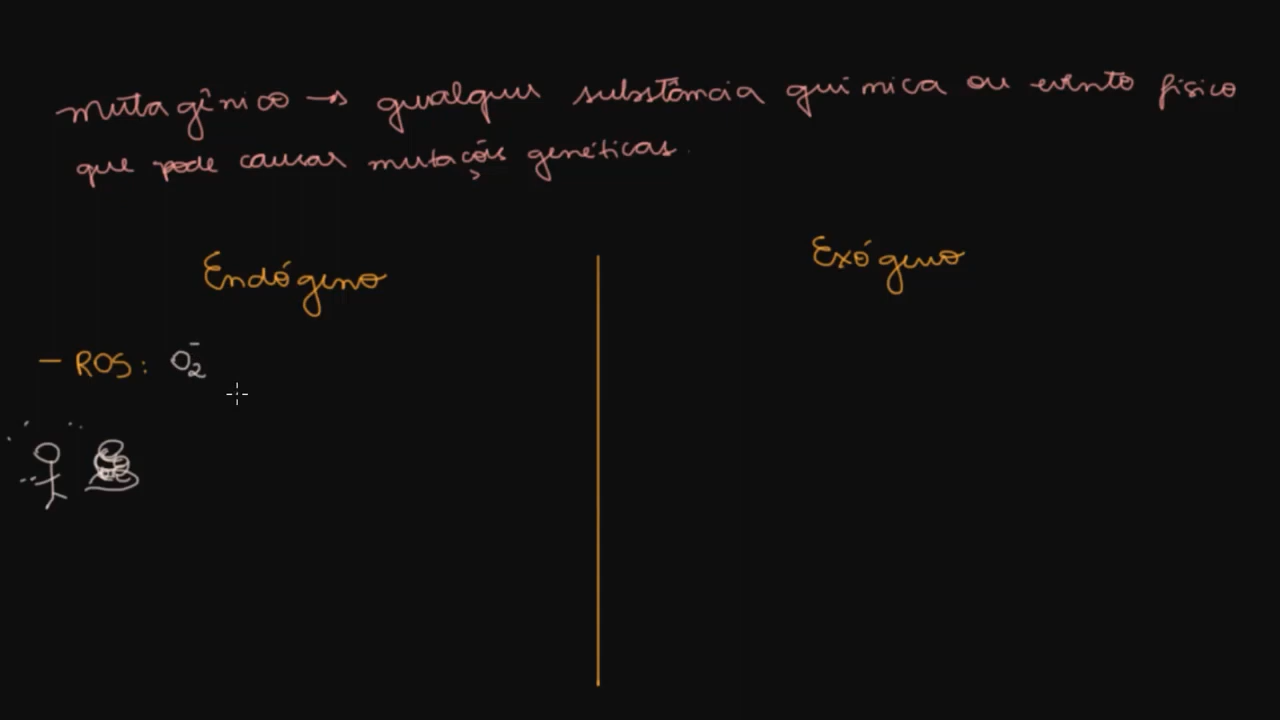 mutagênico → qualquer substância química ou evento físico
que pode causar mutações genéticas.
Endógeno
Exógeno
- ROS: O₂⁻